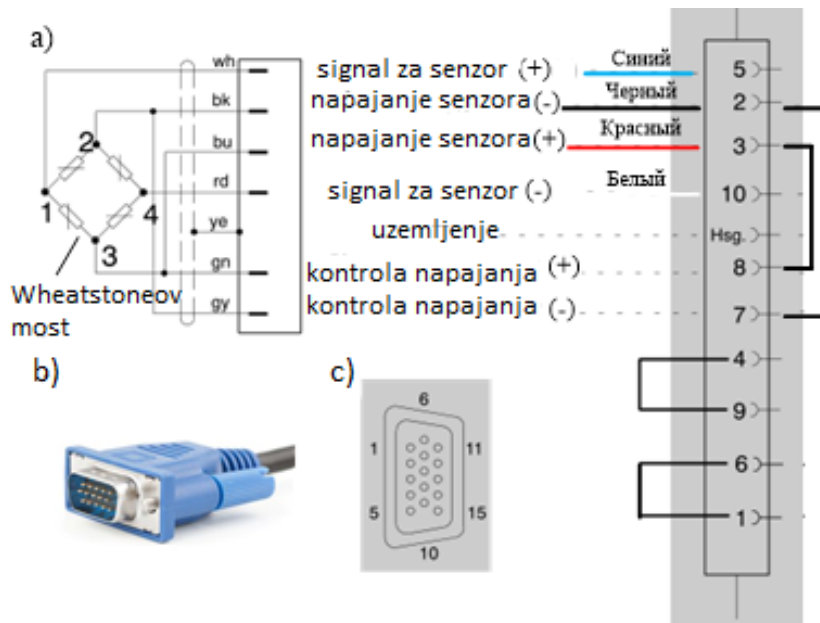 a)
wh
bk
bu
rd
ye
gn
gy
2
1
4
3
Wheatstoneov
most
signal za senzor (+)
napajanje senzora(-)
napajanje senzora(+)
signal za senzor (-)
uzemljenje
kontrola napajanja (+)
kontrola napajanja (-)
Синий
Черный
Красный
Белый
5
2
3
10
Hsg.
8
7
4
9
6
1
b)
c)
6
1
11
5
15
10